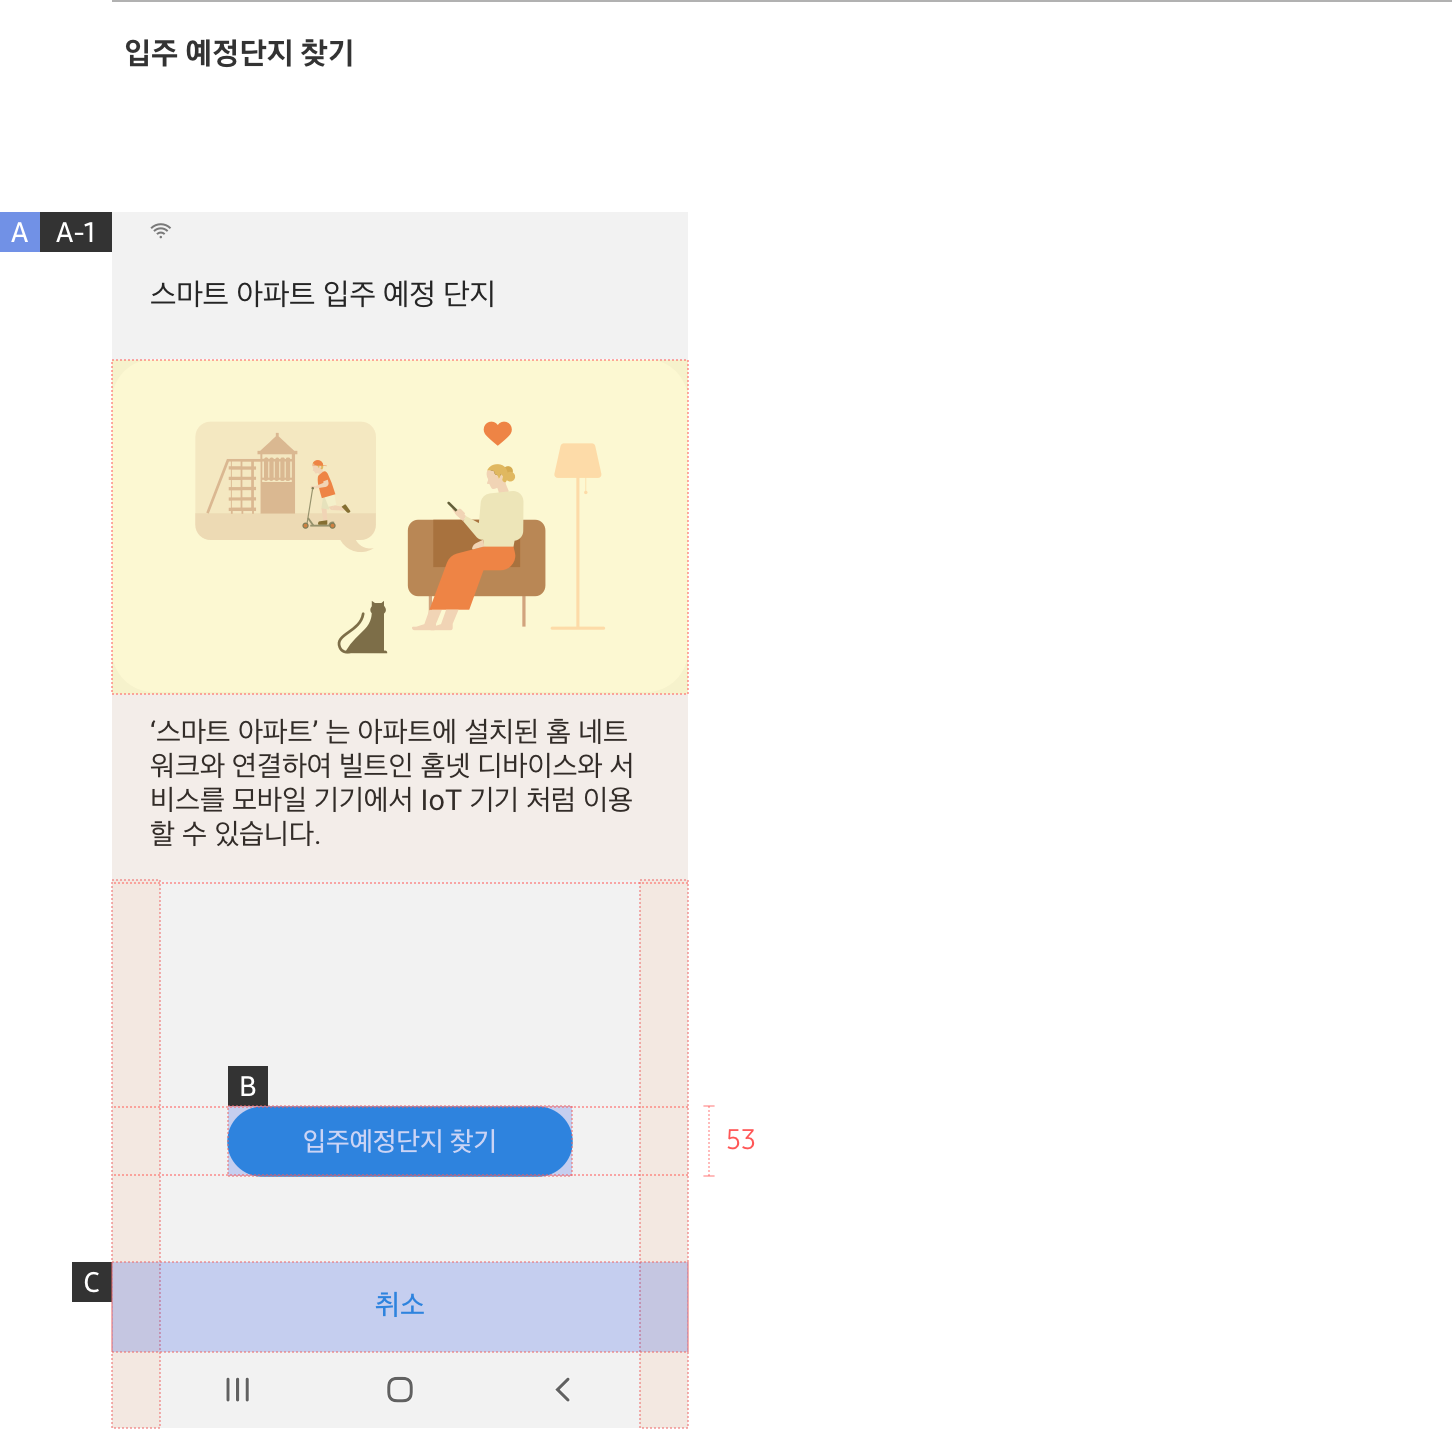 입주 예정단지 찾기
A A-1
스마트 아파트 입주 예정 단지
‘스마트 아파트’ 는 아파트에 설치된 홈 네트
워크와 연결하여 빌트인 홈넷 디바이스와 서
비스를 모바일 기기에서 IoT 기기 처럼 이용
할 수 있습니다.
B
입주예정단지 찾기
53
C
취소